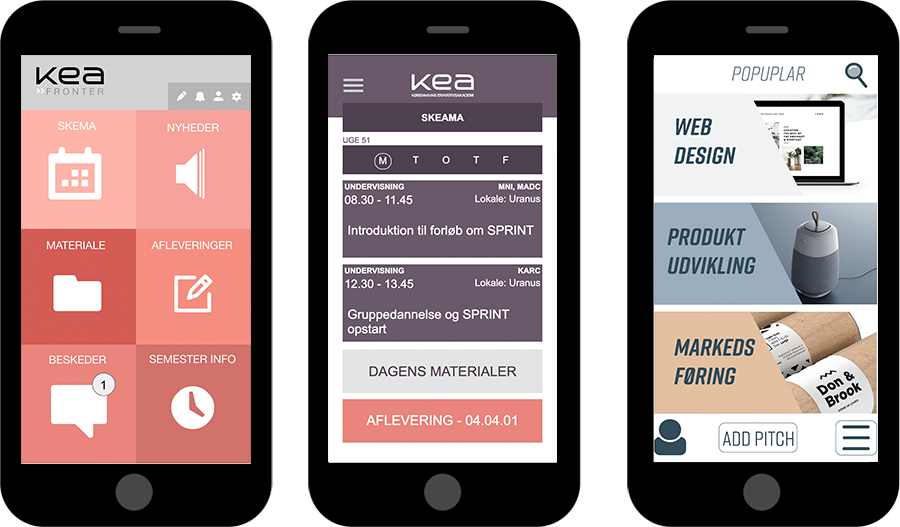 kea
»FRONTER
SKEMA
NYHEDER
MATERIALE
AFLEVERINGER
BESKEDER
1
SEMESTER INFO
kea
KØBENHAVNS ERHVERVSAKADEMI
SKEAMA
UGE 51
M T O T F
UNDERVISNING
MNI, MADC
08.30 - 11.45
Lokale: Uranus
Introduktion til forløb om SPRINT
UNDERVISNING
KARC
12.30 - 13.45
Lokale: Uranus
Gruppedannelse og SPRINT
opstart
DAGENS MATERIALER
AFLEVERING - 04.04.01
POPUPLAR
WEB
DESIGN
PRODUKT
UDVIKLING
MARKEDS
FØRING
Don &
Brook
ADD PITCH